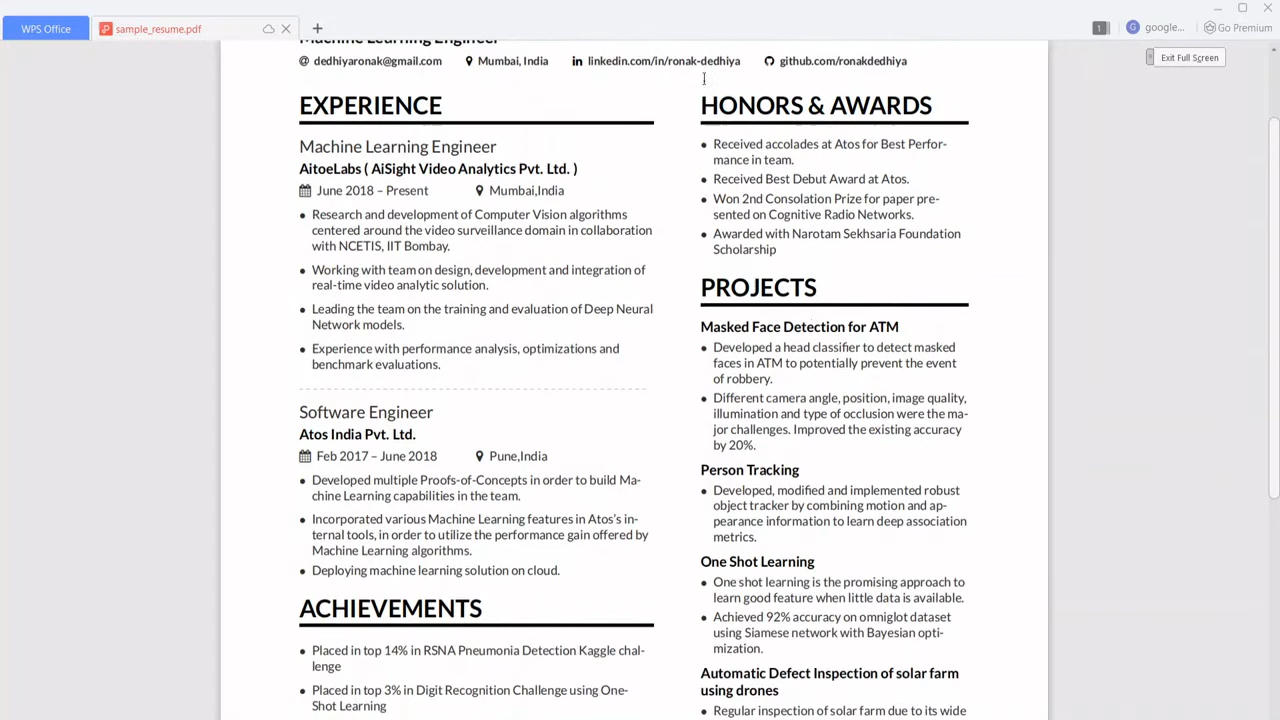 WPS Office
sample_resume.pdf
1
G
google...
Go Premium
Exit Full Screen
Machine Learning Engineer
dedhiyaronak@gmail.com
Mumbai, India
linkedin.com/in/ronak-dedhiya
github.com/ronakdedhiya
EXPERIENCE
Machine Learning Engineer
AitoeLabs ( AiSight Video Analytics Pvt. Ltd. )
June 2018 – Present
Mumbai,India
• Research and development of Computer Vision algorithms
centered around the video surveillance domain in collaboration
with NCETIS, IIT Bombay.
• Working with team on design, development and integration of
real-time video analytic solution.
• Leading the team on the training and evaluation of Deep Neural
Network models.
• Experience with performance analysis, optimizations and
benchmark evaluations.
Software Engineer
Atos India Pvt. Ltd.
Feb 2017 – June 2018
Pune,India
• Developed multiple Proofs-of-Concepts in order to build Ma-
chine Learning capabilities in the team.
• Incorporated various Machine Learning features in Atos's in-
ternal tools, in order to utilize the performance gain offered by
Machine Learning algorithms.
• Deploying machine learning solution on cloud.
ACHIEVEMENTS
• Placed in top 14% in RSNA Pneumonia Detection Kaggle chal-
lenge
• Placed in top 3% in Digit Recognition Challenge using One-
Shot Learning
HONORS & AWARDS
• Received accolades at Atos for Best Perfor-
mance in team.
• Received Best Debut Award at Atos.
• Won 2nd Consolation Prize for paper pre-
sented on Cognitive Radio Networks.
• Awarded with Narotam Sekhsaria Foundation
Scholarship
PROJECTS
Masked Face Detection for ATM
• Developed a head classifier to detect masked
faces in ATM to potentially prevent the event
of robbery.
• Different camera angle, position, image quality,
illumination and type of occlusion were the ma-
jor challenges. Improved the existing accuracy
by 20%.
Person Tracking
• Developed, modified and implemented robust
object tracker by combining motion and ap-
pearance information to learn deep association
metrics.
One Shot Learning
• One shot learning is the promising approach to
learn good feature when little data is available.
• Achieved 92% accuracy on omniglot dataset
using Siamese network with Bayesian opti-
mization.
Automatic Defect Inspection of solar farm
using drones
• Regular inspection of solar farm due to its wide